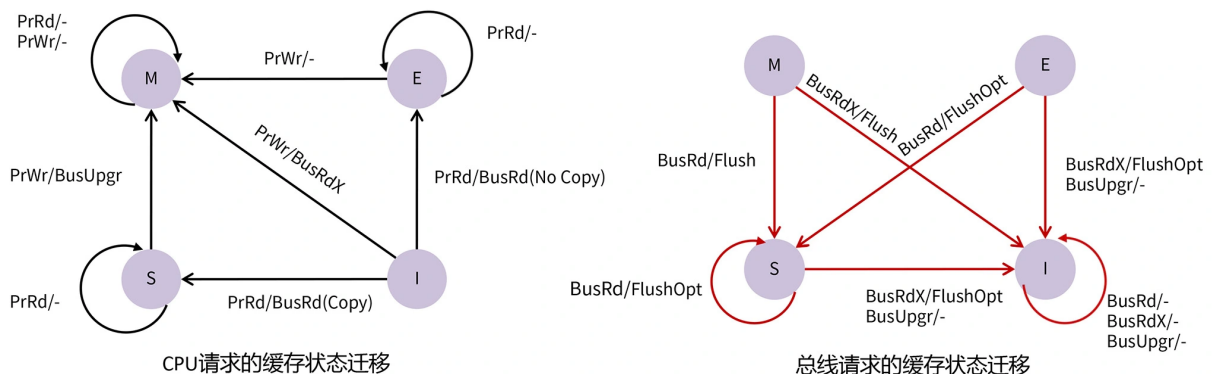 PrRd/-
PrWr/-
M
PrWr/-
E
PrRd/-
PrWr/BusUpgr
PrWr/BusRdX
PrRd/BusRd(No Copy)
S
I
PrRd/-
PrRd/BusRd(Copy)
CPU请求的缓存状态迁移
M
E
BusRdX/Flush
BusRd/FlushOpt
BusRd/Flush
BusRdX/FlushOpt
BusUpgr/-
S
I
BusRd/FlushOpt
BusRdX/FlushOpt
BusUpgr/-
BusRd/-
BusRdX/-
BusUpgr/-
总线请求的缓存状态迁移